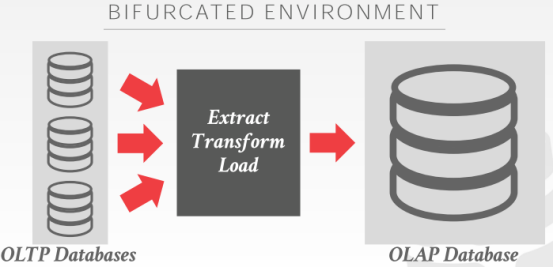 BIFURCATED ENVIRONMENT
Extract
Transform
Load
OLTP Databases
OLAP Database